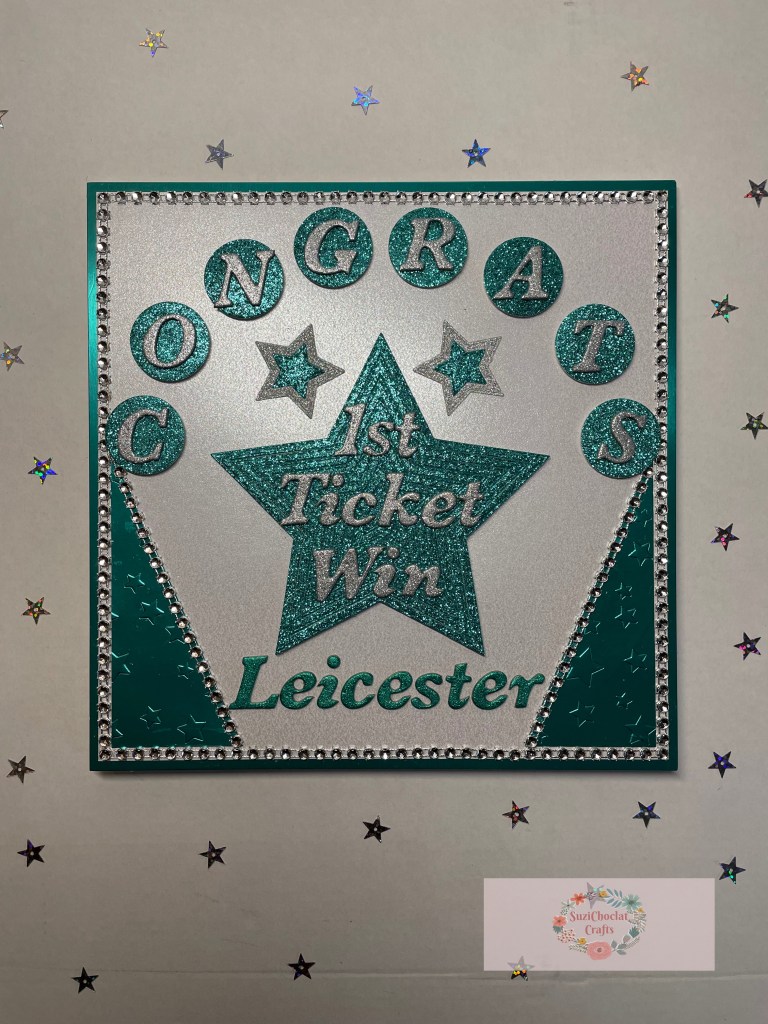 CONGRATS
1st
Ticket
Win
Leicester
SuziChoclat
Crafts